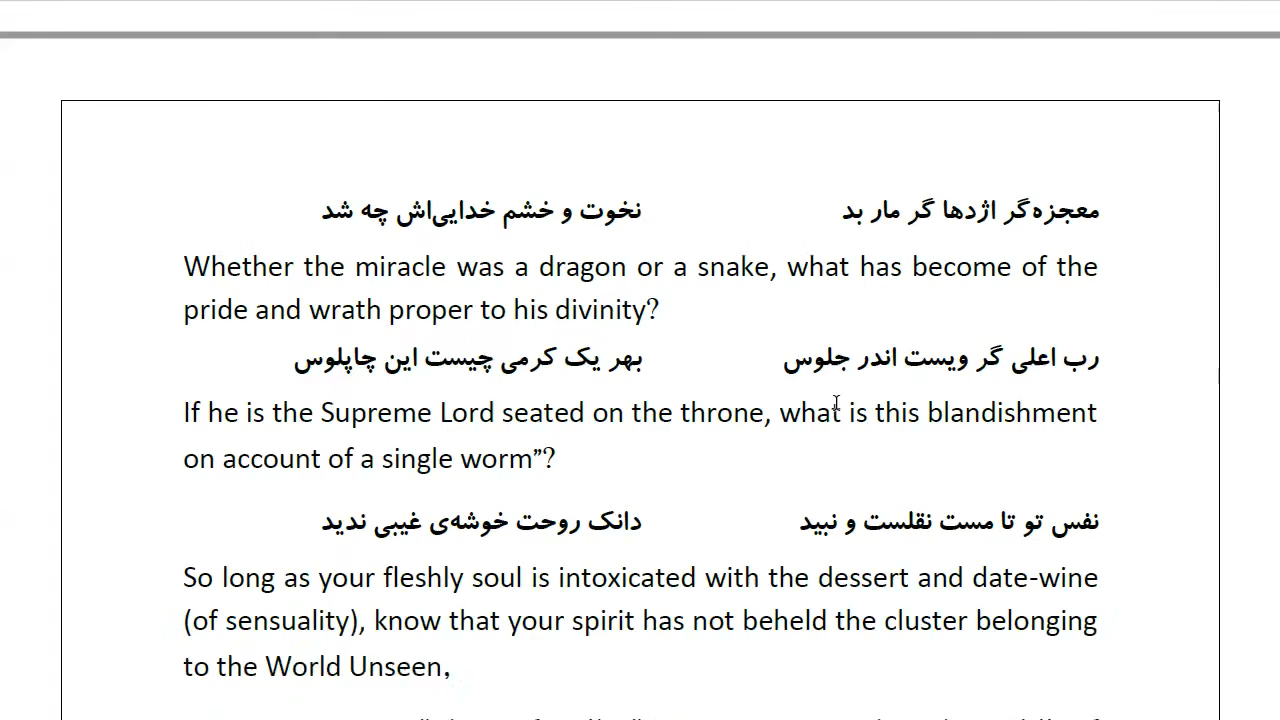 معجزه‌گر اژدها گر مار بد نخوت و خشم خدایی‌اش چه شد
Whether the miracle was a dragon or a snake, what has become of the
pride and wrath proper to his divinity?
رب اعلی گر ویست اندر جلوس بهر یک کرمی چیست این چاپلوس
If he is the Supreme Lord seated on the throne, what is this blandishment
on account of a single worm”?
نفس تو تا مست نقلست و نبید دانک روحت خوشه‌ی غیبی ندید
So long as your fleshly soul is intoxicated with the dessert and date-wine
(of sensuality), know that your spirit has not beheld the cluster belonging
to the World Unseen,